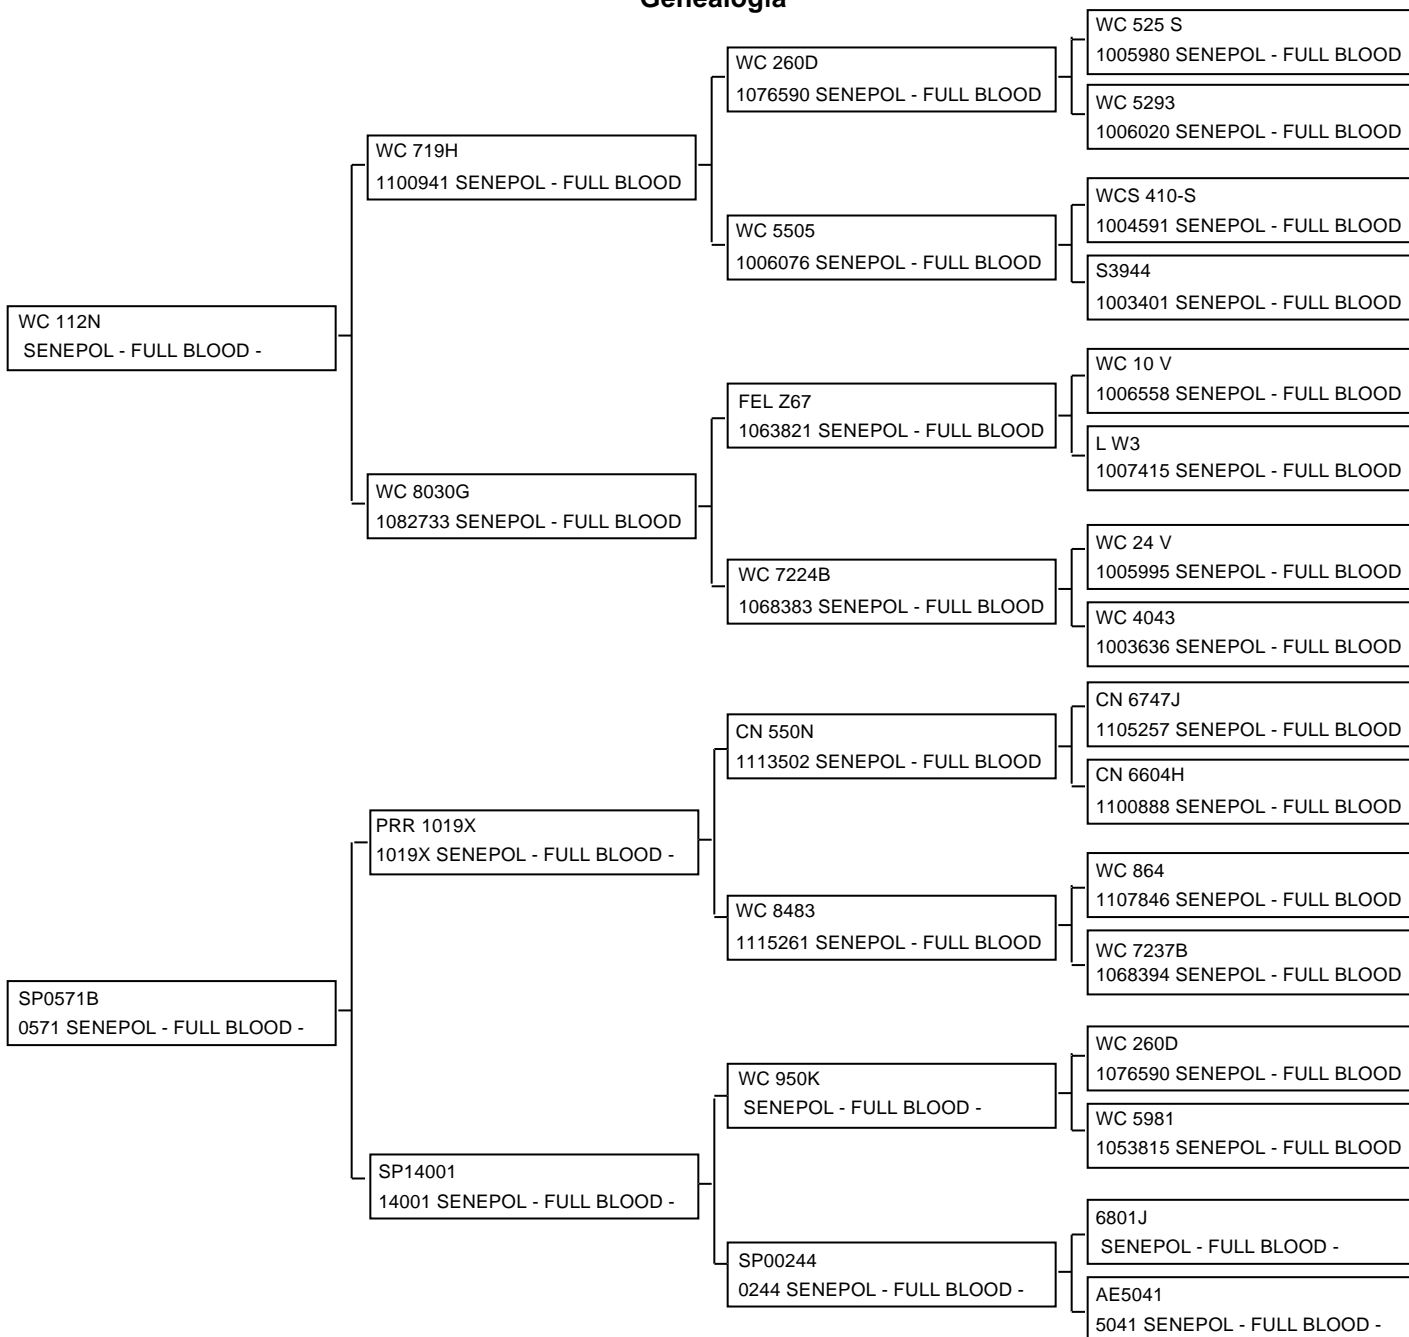 Genealogia
WC 112N
SENEPOL - FULL BLOOD -
SP0571B
0571 SENEPOL - FULL BLOOD -
WC 719H
1100941 SENEPOL - FULL BLOOD
WC 8030G
1082733 SENEPOL - FULL BLOOD
PRR 1019X
1019X SENEPOL - FULL BLOOD -
SP14001
14001 SENEPOL - FULL BLOOD -
WC 260D
1076590 SENEPOL - FULL BLOOD
WC 5505
1006076 SENEPOL - FULL BLOOD
FEL Z67
1063821 SENEPOL - FULL BLOOD
WC 7224B
1068383 SENEPOL - FULL BLOOD
CN 550N
1113502 SENEPOL - FULL BLOOD
WC 8483
1115261 SENEPOL - FULL BLOOD
WC 950K
SENEPOL - FULL BLOOD -
SP00244
0244 SENEPOL - FULL BLOOD -
WC 525 S
1005980 SENEPOL - FULL BLOOD
WC 5293
1006020 SENEPOL - FULL BLOOD
WCS 410-S
1004591 SENEPOL - FULL BLOOD
S3944
1003401 SENEPOL - FULL BLOOD
WC 10 V
1006558 SENEPOL - FULL BLOOD
L W3
1007415 SENEPOL - FULL BLOOD
WC 24 V
1005995 SENEPOL - FULL BLOOD
WC 4043
1003636 SENEPOL - FULL BLOOD
CN 6747J
1105257 SENEPOL - FULL BLOOD
CN 6604H
1100888 SENEPOL - FULL BLOOD
WC 864
1107846 SENEPOL - FULL BLOOD
WC 7237B
1068394 SENEPOL - FULL BLOOD
WC 260D
1076590 SENEPOL - FULL BLOOD
WC 5981
1053815 SENEPOL - FULL BLOOD
6801J
SENEPOL - FULL BLOOD -
AE5041
5041 SENEPOL - FULL BLOOD -